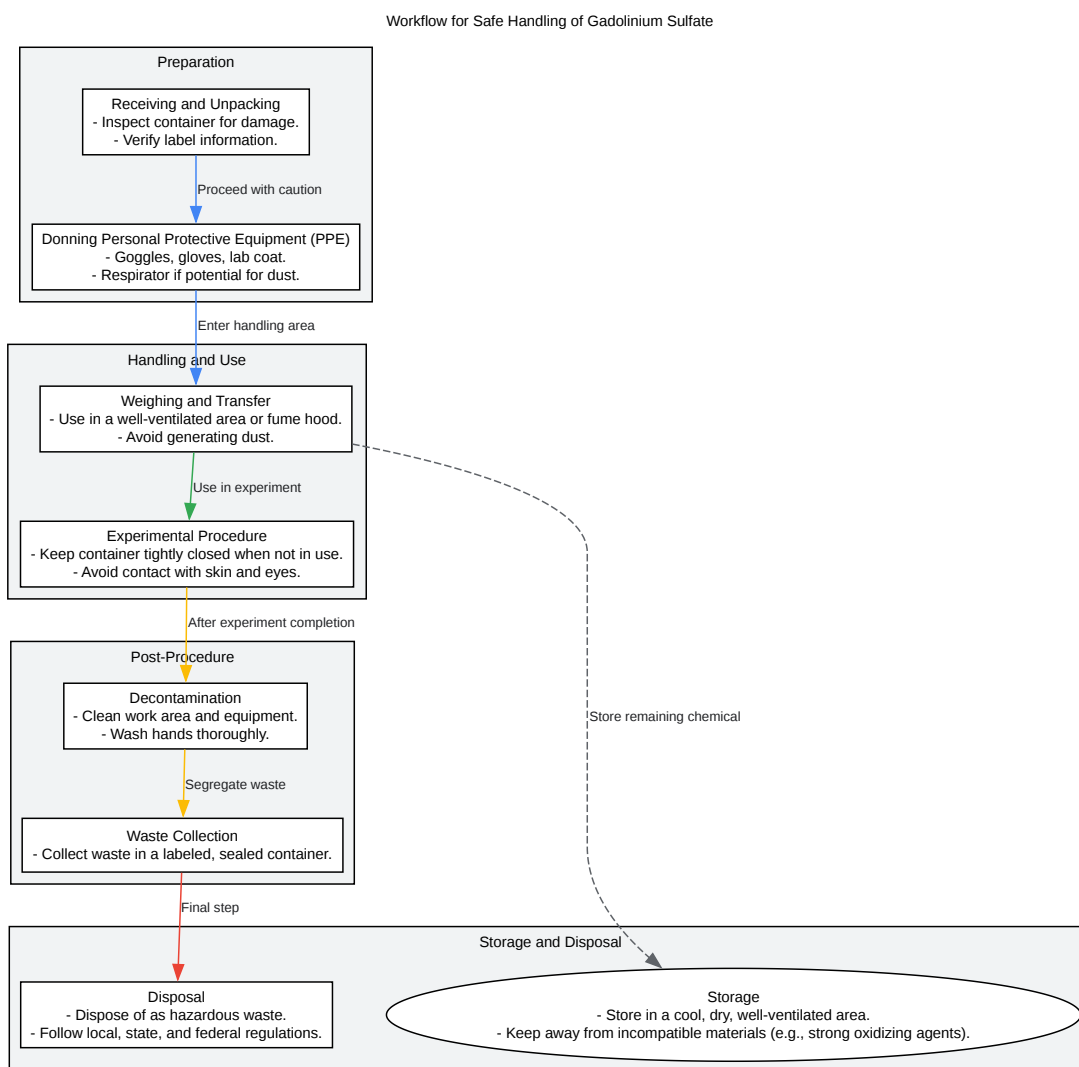 Workflow for Safe Handling of Gadolinium Sulfate
Preparation
Receiving and Unpacking
- Inspect container for damage.
- Verify label information.
Proceed with caution
Donning Personal Protective Equipment (PPE)
- Goggles, gloves, lab coat.
- Respirator if potential for dust.
Enter handling area
Handling and Use
Weighing and Transfer
- Use in a well-ventilated area or fume hood.
- Avoid generating dust.
Use in experiment
Experimental Procedure
- Keep container tightly closed when not in use.
- Avoid contact with skin and eyes.
After experiment completion
Post-Procedure
Decontamination
- Clean work area and equipment.
- Wash hands thoroughly.
Store remaining chemical
Segregate waste
Waste Collection
- Collect waste in a labeled, sealed container.
Final step
Storage and Disposal
Disposal
- Dispose of as hazardous waste.
- Follow local, state, and federal regulations.
Storage
- Store in a cool, dry, well-ventilated area.
- Keep away from incompatible materials (e.g., strong oxidizing agents).